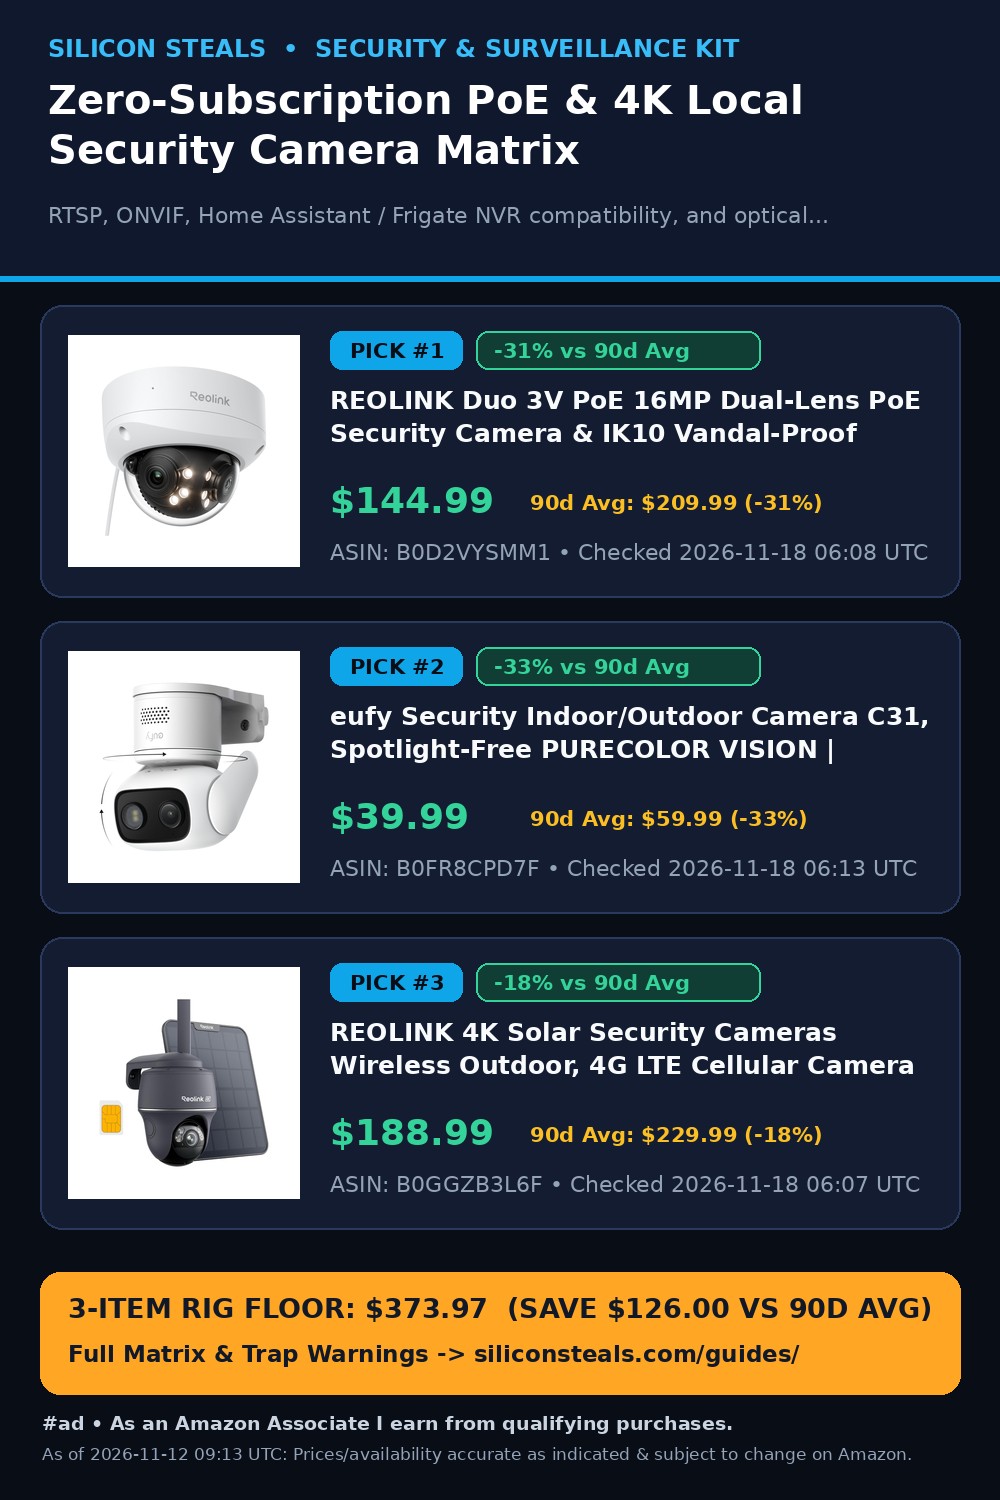 SILICON STEALS • SECURITY & SURVEILLANCE KIT
Zero-Subscription PoE & 4K Local
Security Camera Matrix
RTSP, ONVIF, Home Assistant / Frigate NVR compatibility, and optical...
Reolink
PICK #1
-31% vs 90d Avg
REOLINK Duo 3V PoE 16MP Dual-Lens PoE
Security Camera & IK10 Vandal-Proof
$144.99
90d Avg: $209.99 (-31%)
ASIN: B0D2VYSMM1 • Checked 2026-11-18 06:08 UTC
PICK #2
-33% vs 90d Avg
eufy Security Indoor/Outdoor Camera C31,
Spotlight-Free PURECOLOR VISION |
$39.99
90d Avg: $59.99 (-33%)
ASIN: B0FR8CPD7F • Checked 2026-11-18 06:13 UTC
Reolink
PICK #3
-18% vs 90d Avg
REOLINK 4K Solar Security Cameras
Wireless Outdoor, 4G LTE Cellular Camera
$188.99
90d Avg: $229.99 (-18%)
ASIN: B0GGZB3L6F • Checked 2026-11-18 06:07 UTC
3-ITEM RIG FLOOR: $373.97 (SAVE $126.00 VS 90D AVG)
Full Matrix & Trap Warnings -> siliconsteals.com/guides/
#ad • As an Amazon Associate I earn from qualifying purchases.
As of 2026-11-12 09:13 UTC: Prices/availability accurate as indicated & subject to change on Amazon.